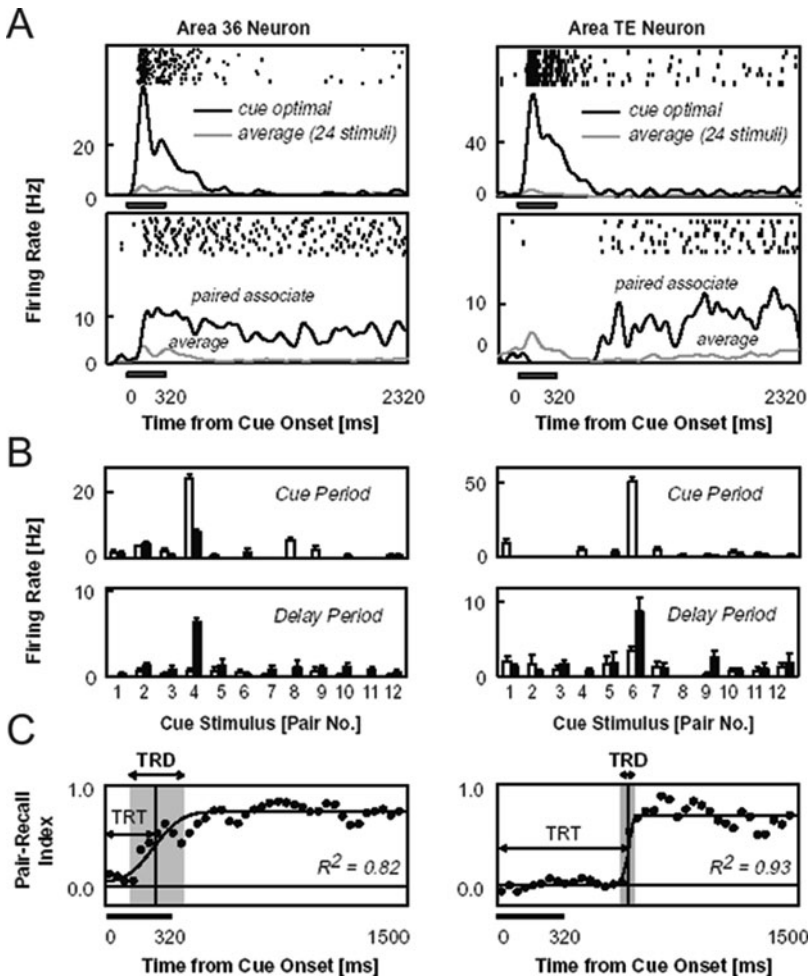 A
Area 36 Neuron
Area TE Neuron
Firing Rate [Hz]
20
0
cue optimal
average (24 stimuli)
40
0
cue optimal
average (24 stimuli)
10
0
paired associate
average
10
0
paired associate
average
0 320 2320
0 320 2320
Time from Cue Onset [ms]
Time from Cue Onset [ms]
B
Firing Rate [Hz]
20
0
Cue Period
50
0
Cue Period
10
0
Delay Period
10
0
Delay Period
1 2 3 4 5 6 7 8 9 10 11 12
1 2 3 4 5 6 7 8 9 10 11 12
Cue Stimulus [Pair No.]
Cue Stimulus [Pair No.]
C
TRD
TRD
Pair-Recall
Index
1.0
0.0
TRT
R² = 0.82
1.0
0.0
TRT
R² = 0.93
0 320 1500
0 320 1500
Time from Cue Onset [ms]
Time from Cue Onset [ms]